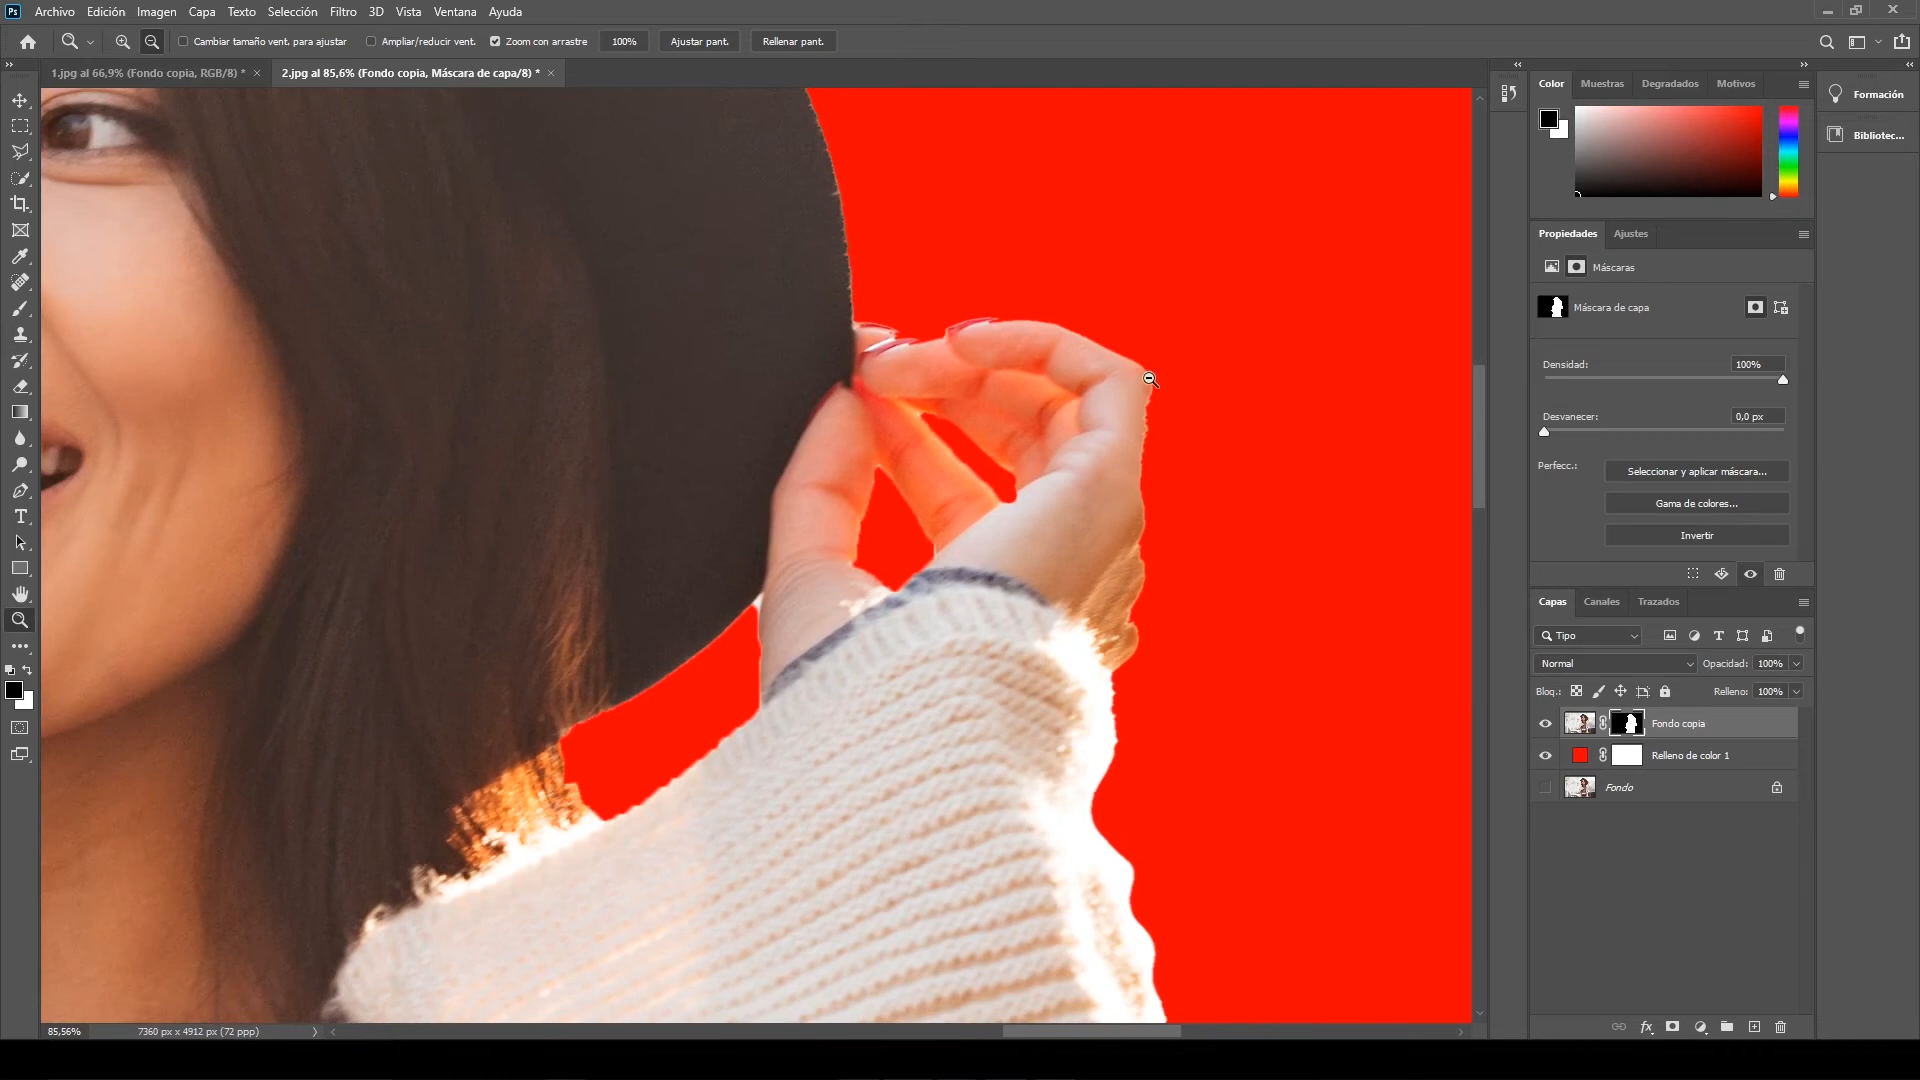 Ps Archivo Edición Imagen Capa Texto Selección Filtro 3D Vista Ventana Ayuda
Cambiar tamaño vent. para ajustar Ampliar/reducir vent. Zoom con arrastre 100% Ajustar pant. Rellenar pant.
1.jpg al 66,9% (Fondo copia, RGB/8) * 2.jpg al 85,6% (Fondo copia, Máscara de capa/8) *
Color Muestras Degradados Motivos
Formación
Bibliotec...
Propiedades Ajustes
Máscaras
Máscara de capa
Densidad: 100%
Desvanecer: 0,0 px
Perfecc.: Seleccionar y aplicar máscara...
Gama de colores...
Invertir
Capas Canales Trazados
Tipo
Normal Opacidad: 100%
Bloq.: Relleno: 100%
Fondo copia
Relleno de color 1
Fondo
fx
85,56% 7360 px x 4912 px (72 ppp)